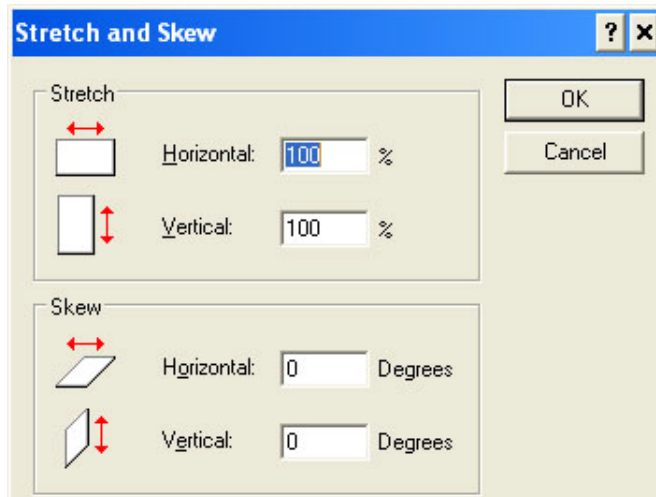 Stretch and Skew ? ×
Stretch
OK
Horizontal: 100 %
Cancel
Vertical: 100 %
Skew
Horizontal: 0 Degrees
Vertical: 0 Degrees